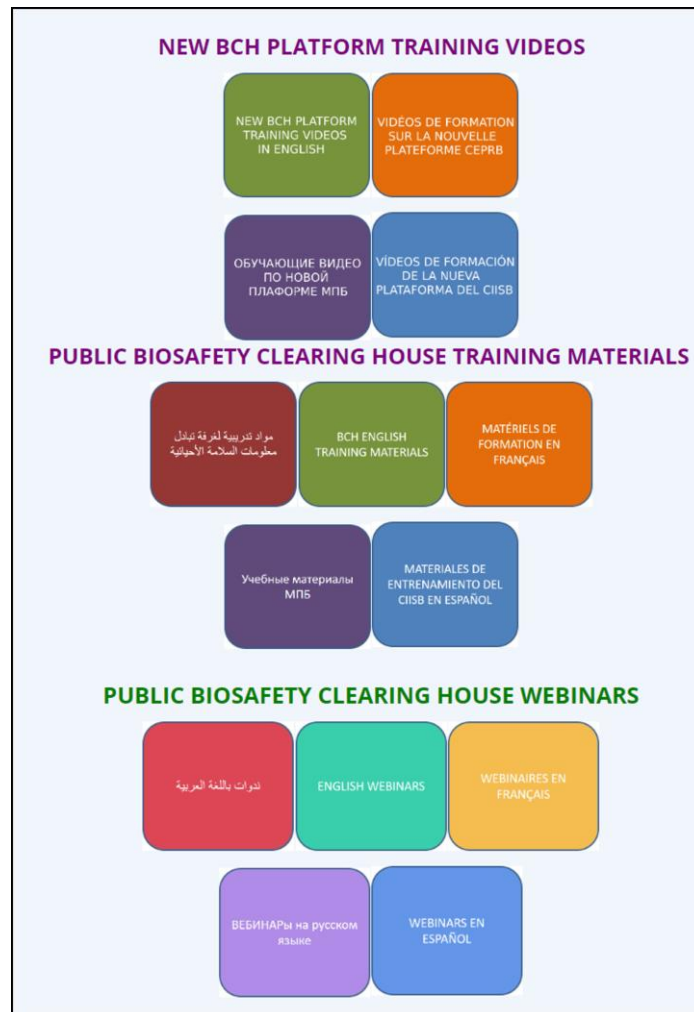 NEW BCH PLATFORM TRAINING VIDEOS
NEW BCH PLATFORM
TRAINING VIDEOS
IN ENGLISH
VIDÉOS DE FORMATION
SUR LA NOUVELLE
PLATEFORME CEPRB
ОБУЧАЮЩИЕ ВИДЕО
ПО НОВОЙ
ПЛАФОРМЕ МПБ
VÍDEOS DE FORMACIÓN
DE LA NUEVA
PLATAFORMA DEL CIISB
PUBLIC BIOSAFETY CLEARING HOUSE TRAINING MATERIALS
مواد تدريبية لغرفة تبادل
معلومات السلامة الأحيائية
BCH ENGLISH
TRAINING MATERIALS
MATÉRIELS DE
FORMATION EN
FRANÇAIS
Учебные материалы
МПБ
MATERIALES DE
ENTRENAMIENTO DEL
CIISB EN ESPAÑOL
PUBLIC BIOSAFETY CLEARING HOUSE WEBINARS
ندوات باللغة العربية
ENGLISH WEBINARS
WEBINAIRES EN
FRANÇAIS
ВЕБИНАРы на русском
языке
WEBINARS EN
ESPAÑOL